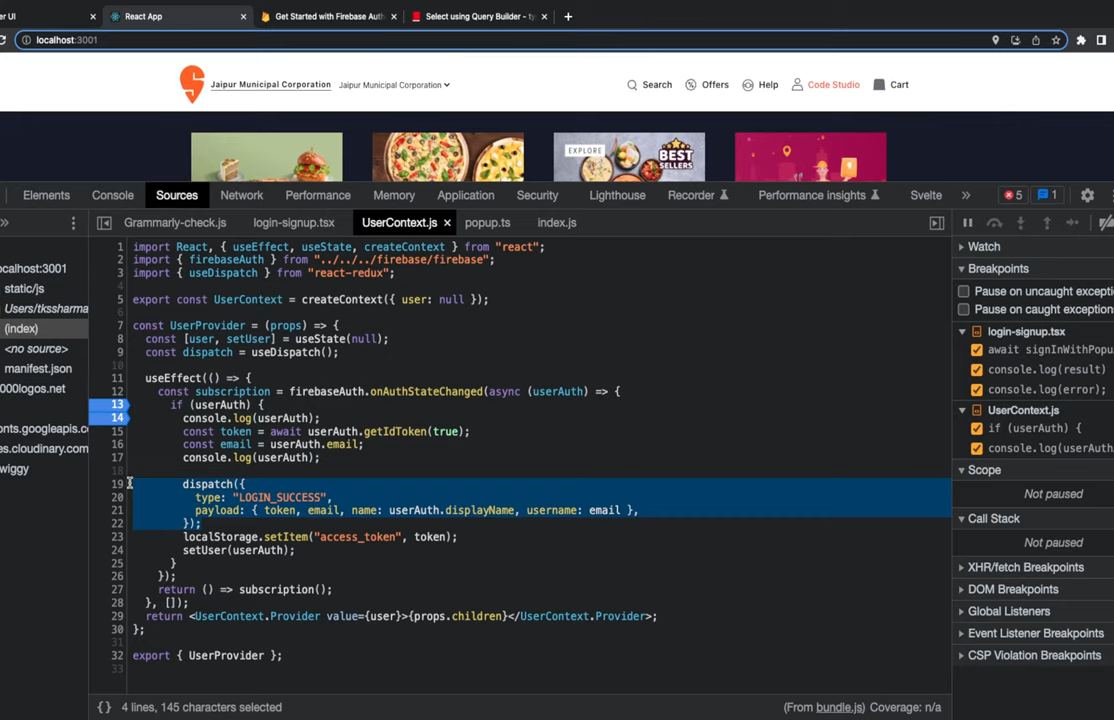 er UI
React App
Get Started with Firebase Auth
Select using Query Builder - ty
localhost:3001
Jaipur Municipal Corporation
Jaipur Municipal Corporation
Search
Offers
Help
Code Studio
Cart
EXPLORE
BEST
SELLERS
Elements
Console
Sources
Network
Performance
Memory
Application
Security
Lighthouse
Recorder
Performance insights
Svelte
»
5
1
»
Grammarly-check.js
login-signup.tsx
UserContext.js
popup.ts
index.js
ocalhost:3001
static/js
Users/tkssharma
(index)
<no source>
manifest.json
000logos.net
onts.googleapis.c
es.cloudinary.com
wiggy
1 import React, { useEffect, useState, createContext } from "react";
2 import { firebaseAuth } from "../../../firebase/firebase";
3 import { useDispatch } from "react-redux";
4
5 export const UserContext = createContext({ user: null });
6
7 const UserProvider = (props) => {
8 const [user, setUser] = useState(null);
9 const dispatch = useDispatch();
10
11 useEffect(() => {
12 const subscription = firebaseAuth.onAuthStateChanged(async (userAuth) => {
13 if (userAuth) {
14 console.log(userAuth);
15 const token = await userAuth.getIdToken(true);
16 const email = userAuth.email;
17 console.log(userAuth);
18
19 dispatch({
20 type: "LOGIN_SUCCESS",
21 payload: { token, email, name: userAuth.displayName, username: email },
22 });
23 localStorage.setItem("access_token", token);
24 setUser(userAuth);
25 }
26 });
27 return () => subscription();
28 }, []);
29 return <UserContext.Provider value={user}>{props.children}</UserContext.Provider>;
30 };
31
32 export { UserProvider };
33
Watch
Breakpoints
Pause on uncaught exceptio
Pause on caught exceptions
login-signup.tsx
await signInWithPopu
console.log(result)
console.log(error);
UserContext.js
if (userAuth) {
console.log(userAuth
Scope
Not paused
Call Stack
Not paused
XHR/fetch Breakpoints
DOM Breakpoints
Global Listeners
Event Listener Breakpoints
CSP Violation Breakpoints
{} 4 lines, 145 characters selected
(From bundle.js) Coverage: n/a